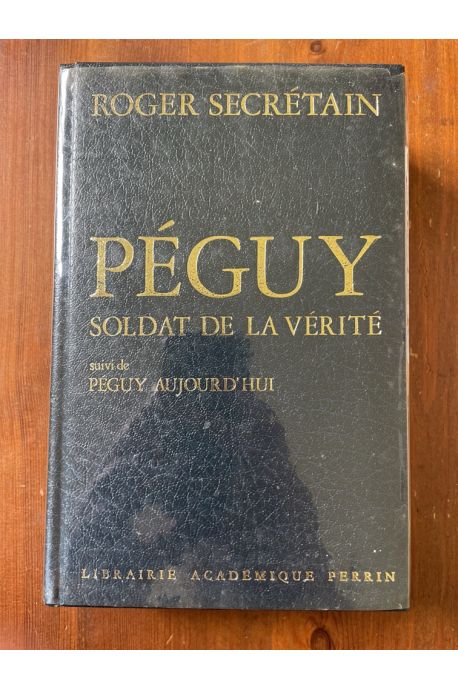 ROGER SECRÉTAIN
PÉGUY
SOLDAT DE LA VÉRITÉ
suivi de
PÉGUY AUJOURD'HUI
LIBRAIRIE ACADÉMIQUE PERRIN